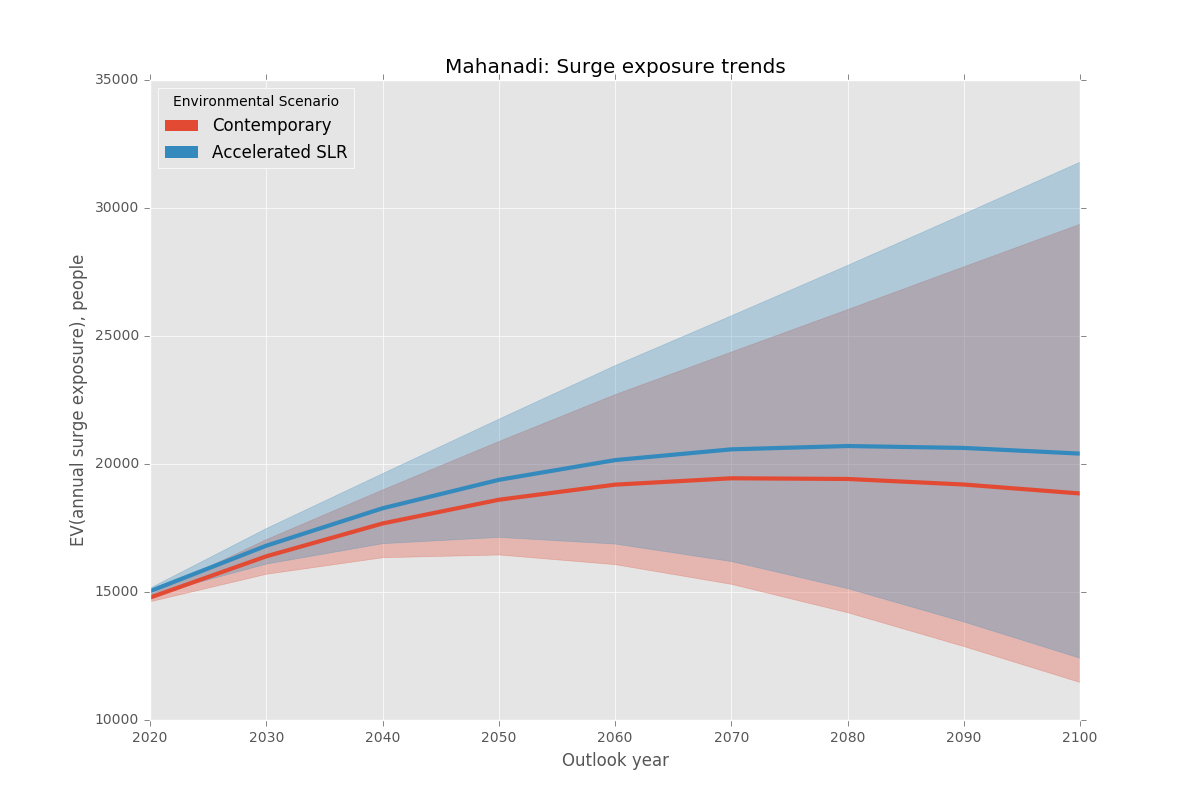 Mahanadi: Surge exposure trends
Environmental Scenario
Contemporary
Accelerated SLR
EV(annual surge exposure), people
35000
30000
25000
20000
15000
10000
2020 2030 2040 2050 2060 2070 2080 2090 2100
Outlook year